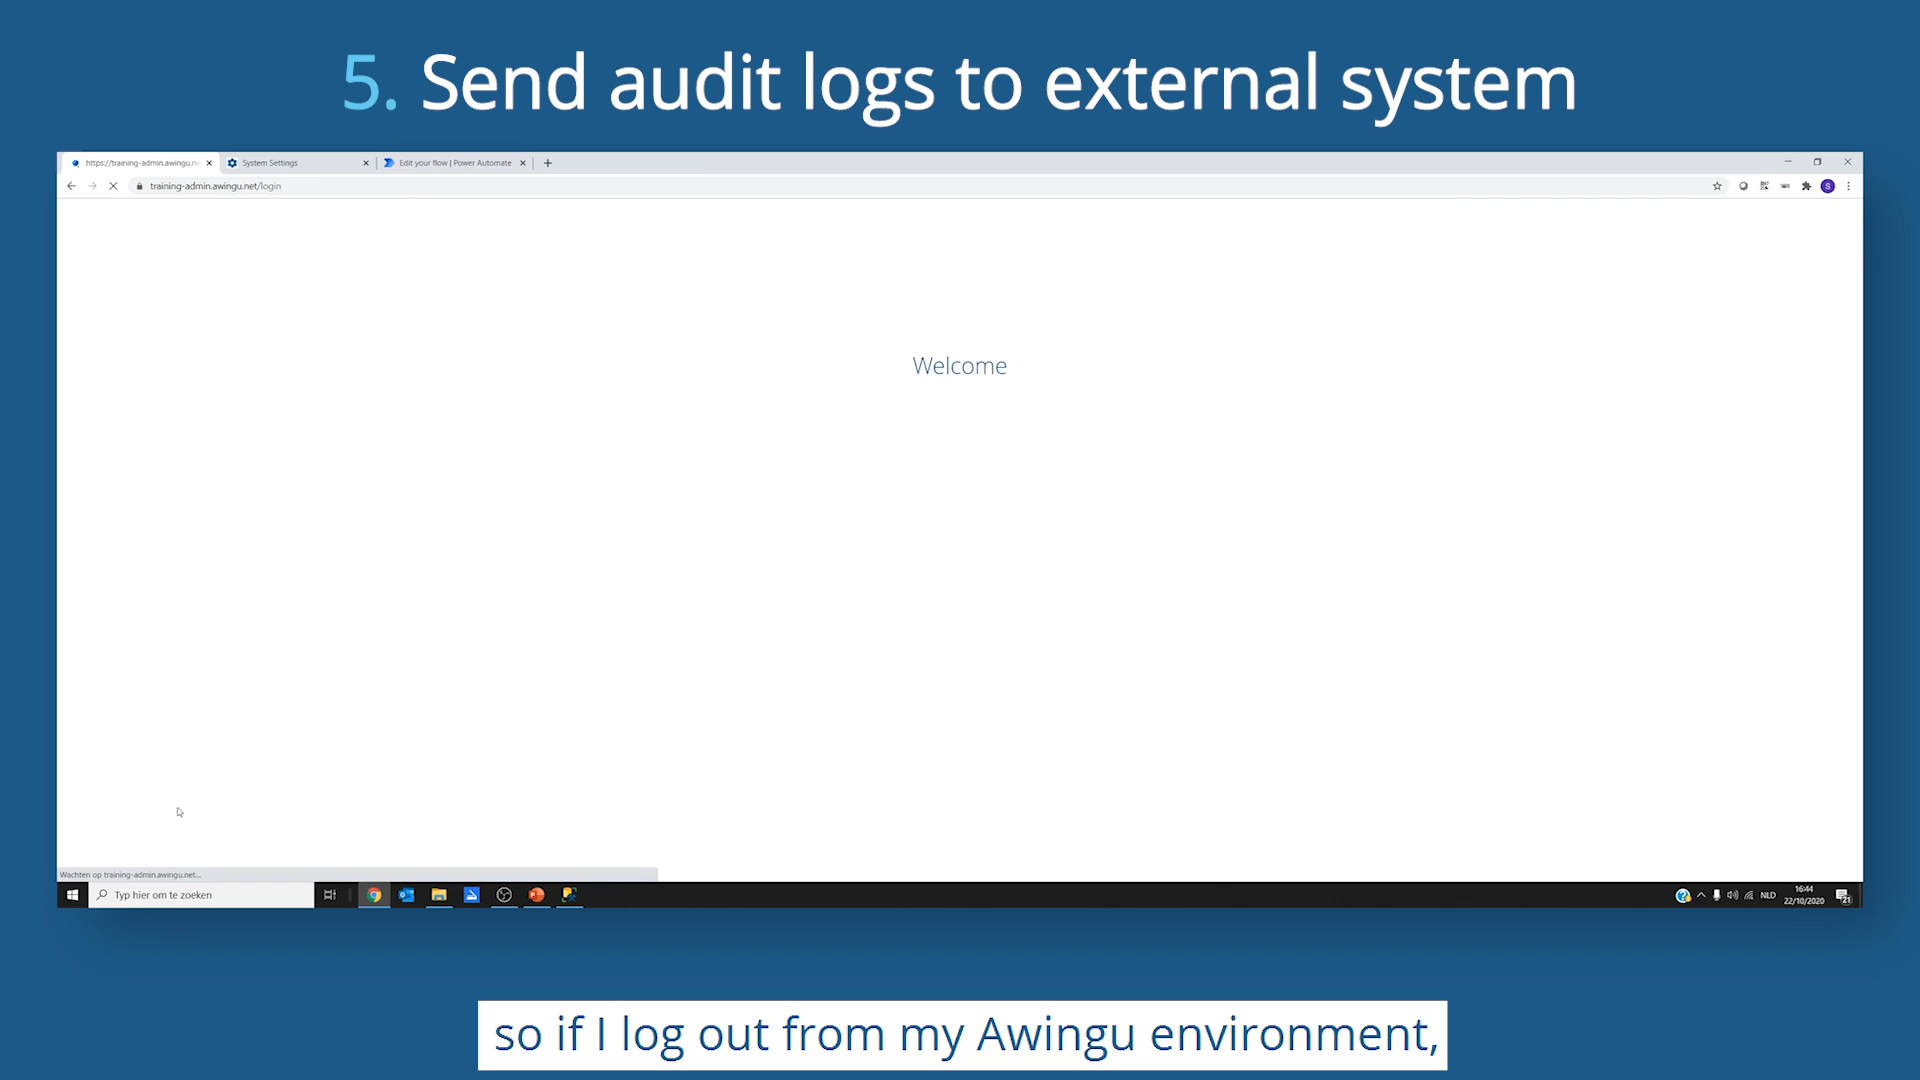 5. Send audit logs to external system
https://training-admin.awingu.ne
System Settings
Edit your flow | Power Automate
training-admin.awingu.net/login
S
Welcome
Wachten op training-admin.awingu.net...
Typ hier om te zoeken
NLD
16:44
22/10/2020
21
so if I log out from my Awingu environment,